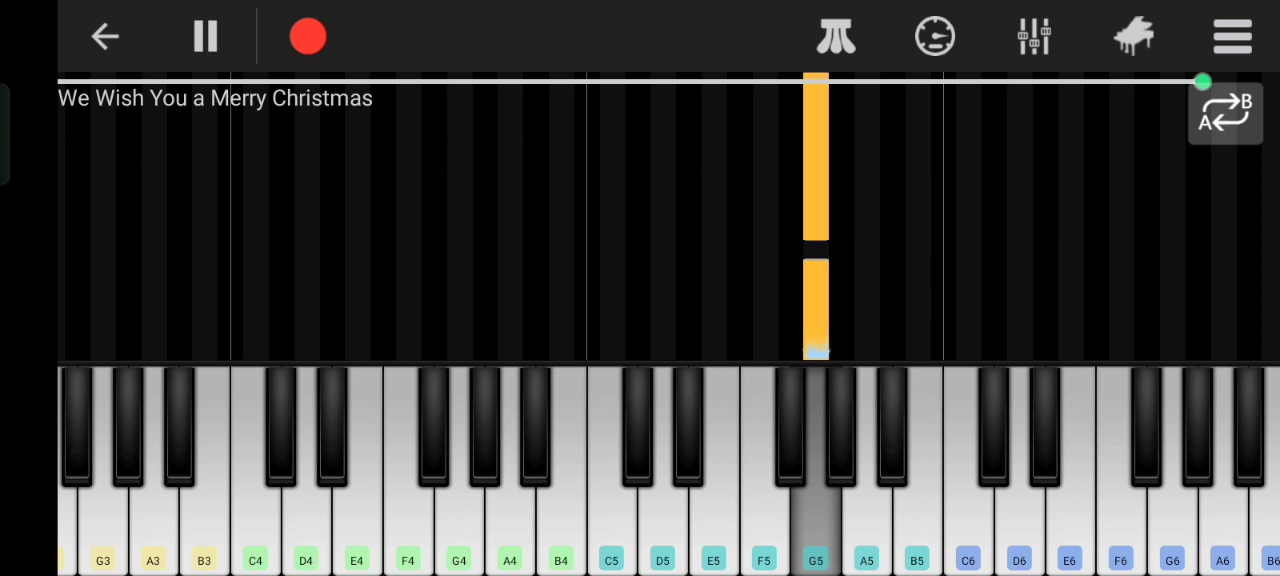 We Wish You a Merry Christmas
A B
G3 A3 B3 C4 D4 E4 F4 G4 A4 B4 C5 D5 E5 F5 G5 A5 B5 C6 D6 E6 F6 G6 A6 B6